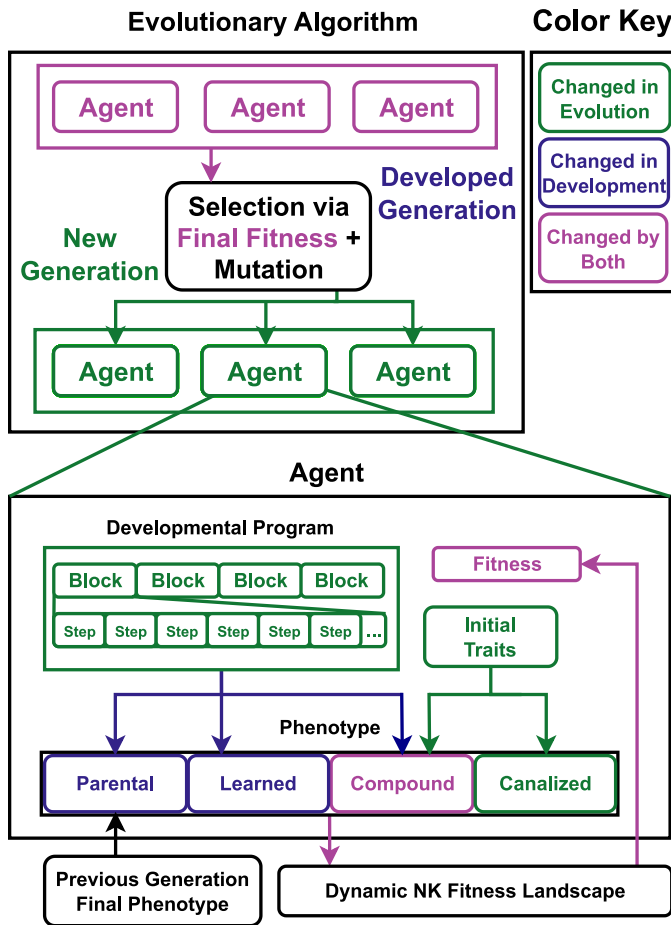 Evolutionary Algorithm
Color Key
Agent Agent Agent
Changed in
Evolution
Changed in
Development
Changed by
Both
Developed
Generation
Selection via
Final Fitness +
Mutation
New
Generation
Agent Agent Agent
Agent
Developmental Program
Block Block Block Block
Step Step Step Step Step Step ...
Fitness
Initial
Traits
Phenotype
Parental Learned Compound Canalized
Previous Generation
Final Phenotype
Dynamic NK Fitness Landscape